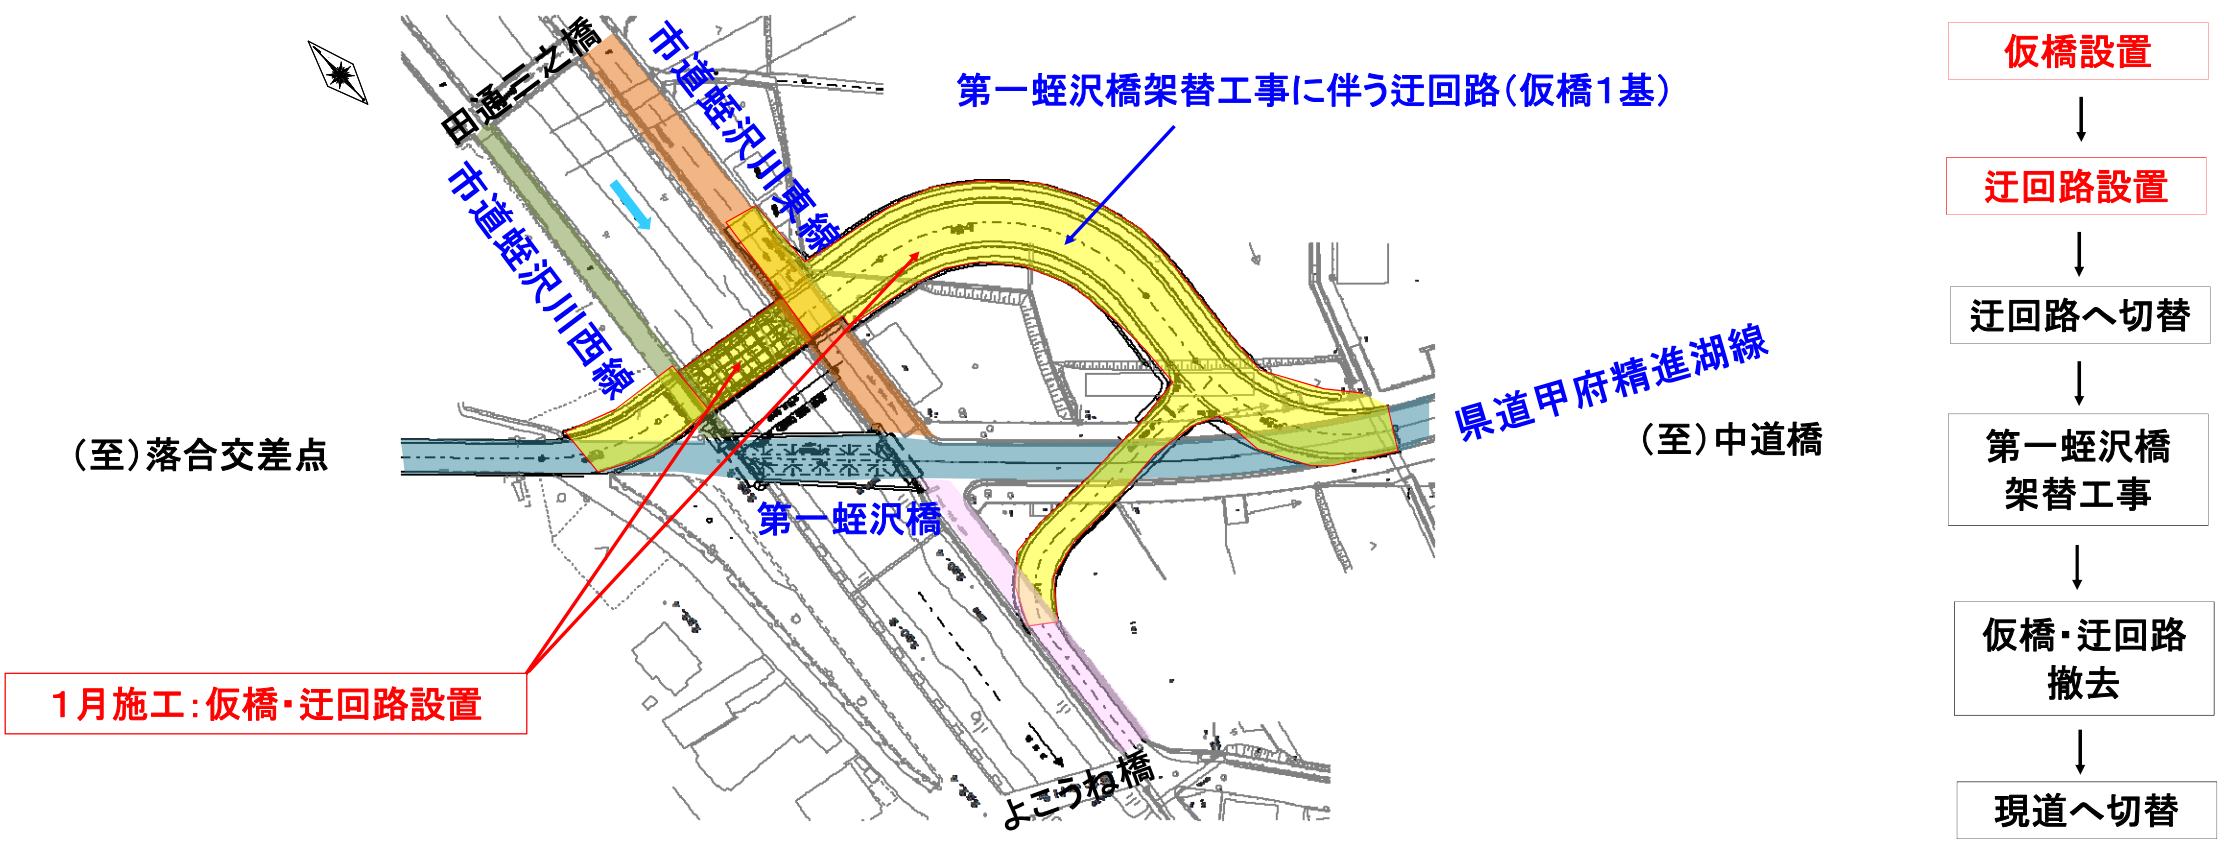 田通三之橋
市道蛭沢川東線
第一蛭沢橋架替工事に伴う迂回路（仮橋１基）
市道蛭沢川西線
県道甲府精進湖線
（至）落合交差点
（至）中道橋
第一蛭沢橋
１月施工：仮橋・迂回路設置
よこうね橋
仮橋設置
迂回路設置
迂回路へ切替
第一蛭沢橋
架替工事
仮橋・迂回路
撤去
現道へ切替